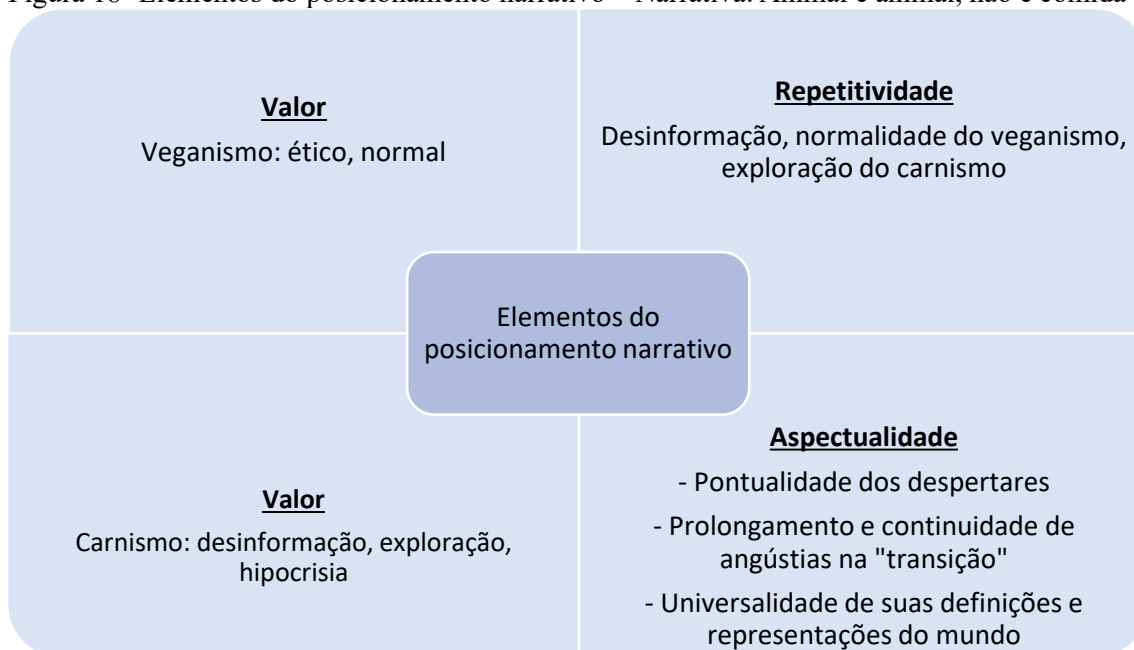 Figura 18- Elementos do posicionamento narrativo – Narrativa: Animal é animal, não é comida
Valor
Veganismo: ético, normal
Repetitividade
Desinformação, normalidade do veganismo,
exploração do carnismo
Elementos do
posicionamento narrativo
Valor
Carnismo: desinformação, exploração,
hipocrisia
Aspectualidade
- Pontualidade dos despertares
- Prolongamento e continuidade de
angústias na "transição"
- Universalidade de suas definições e
representações do mundo